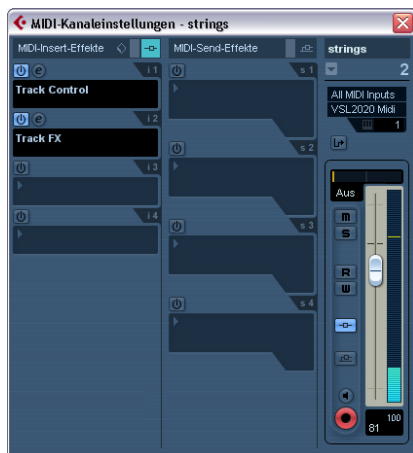 MIDI-Kanaleinstellungen - strings
MIDI-Insert-Effekte
MIDI-Send-Effekte
strings
e i 1
Track Control
e i 2
Track FX
i 3
i 4
s 1
s 2
s 3
s 4
2
All MIDI Inputs
VSL2020 Midi
1
Aus
M
S
R
W
81 100